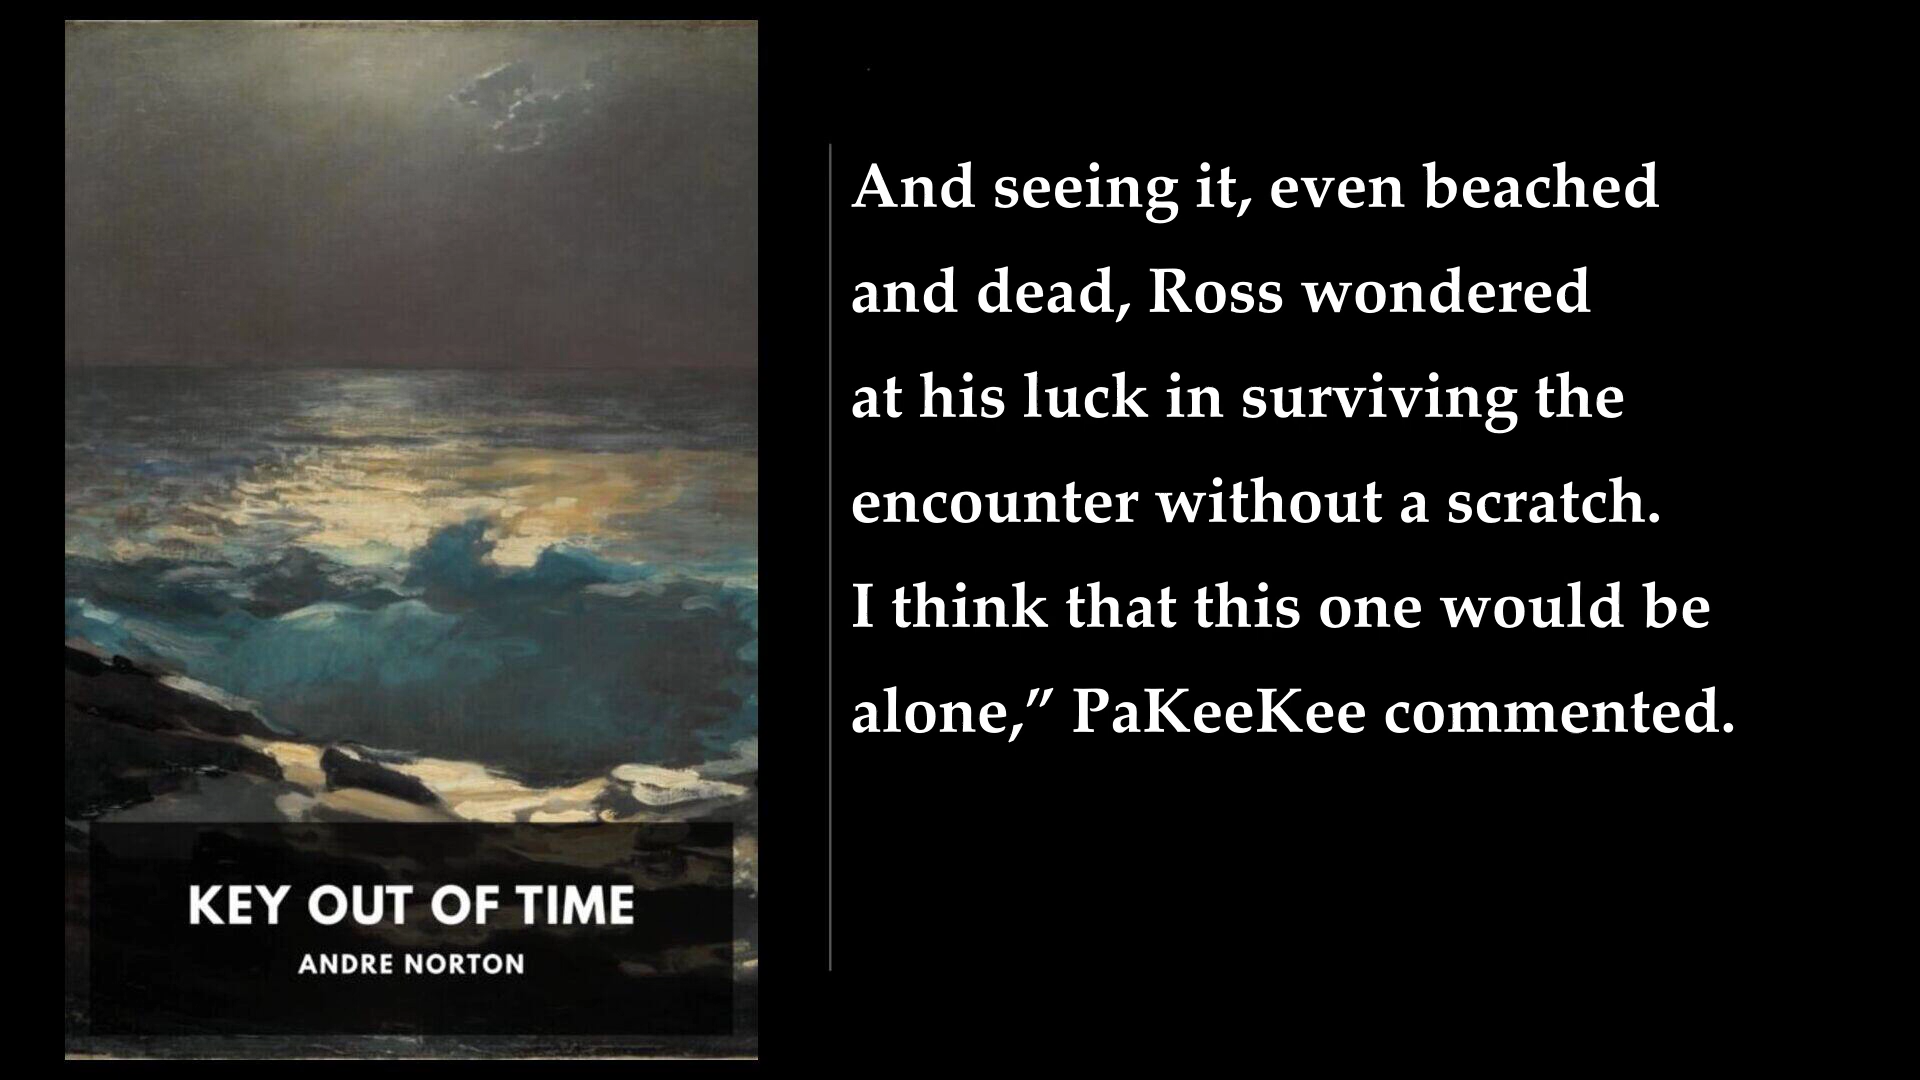 And seeing it, even beached
and dead, Ross wondered
at his luck in surviving the
encounter without a scratch.
I think that this one would be
alone,” PaKeeKee commented.
KEY OUT OF TIME
ANDRE NORTON